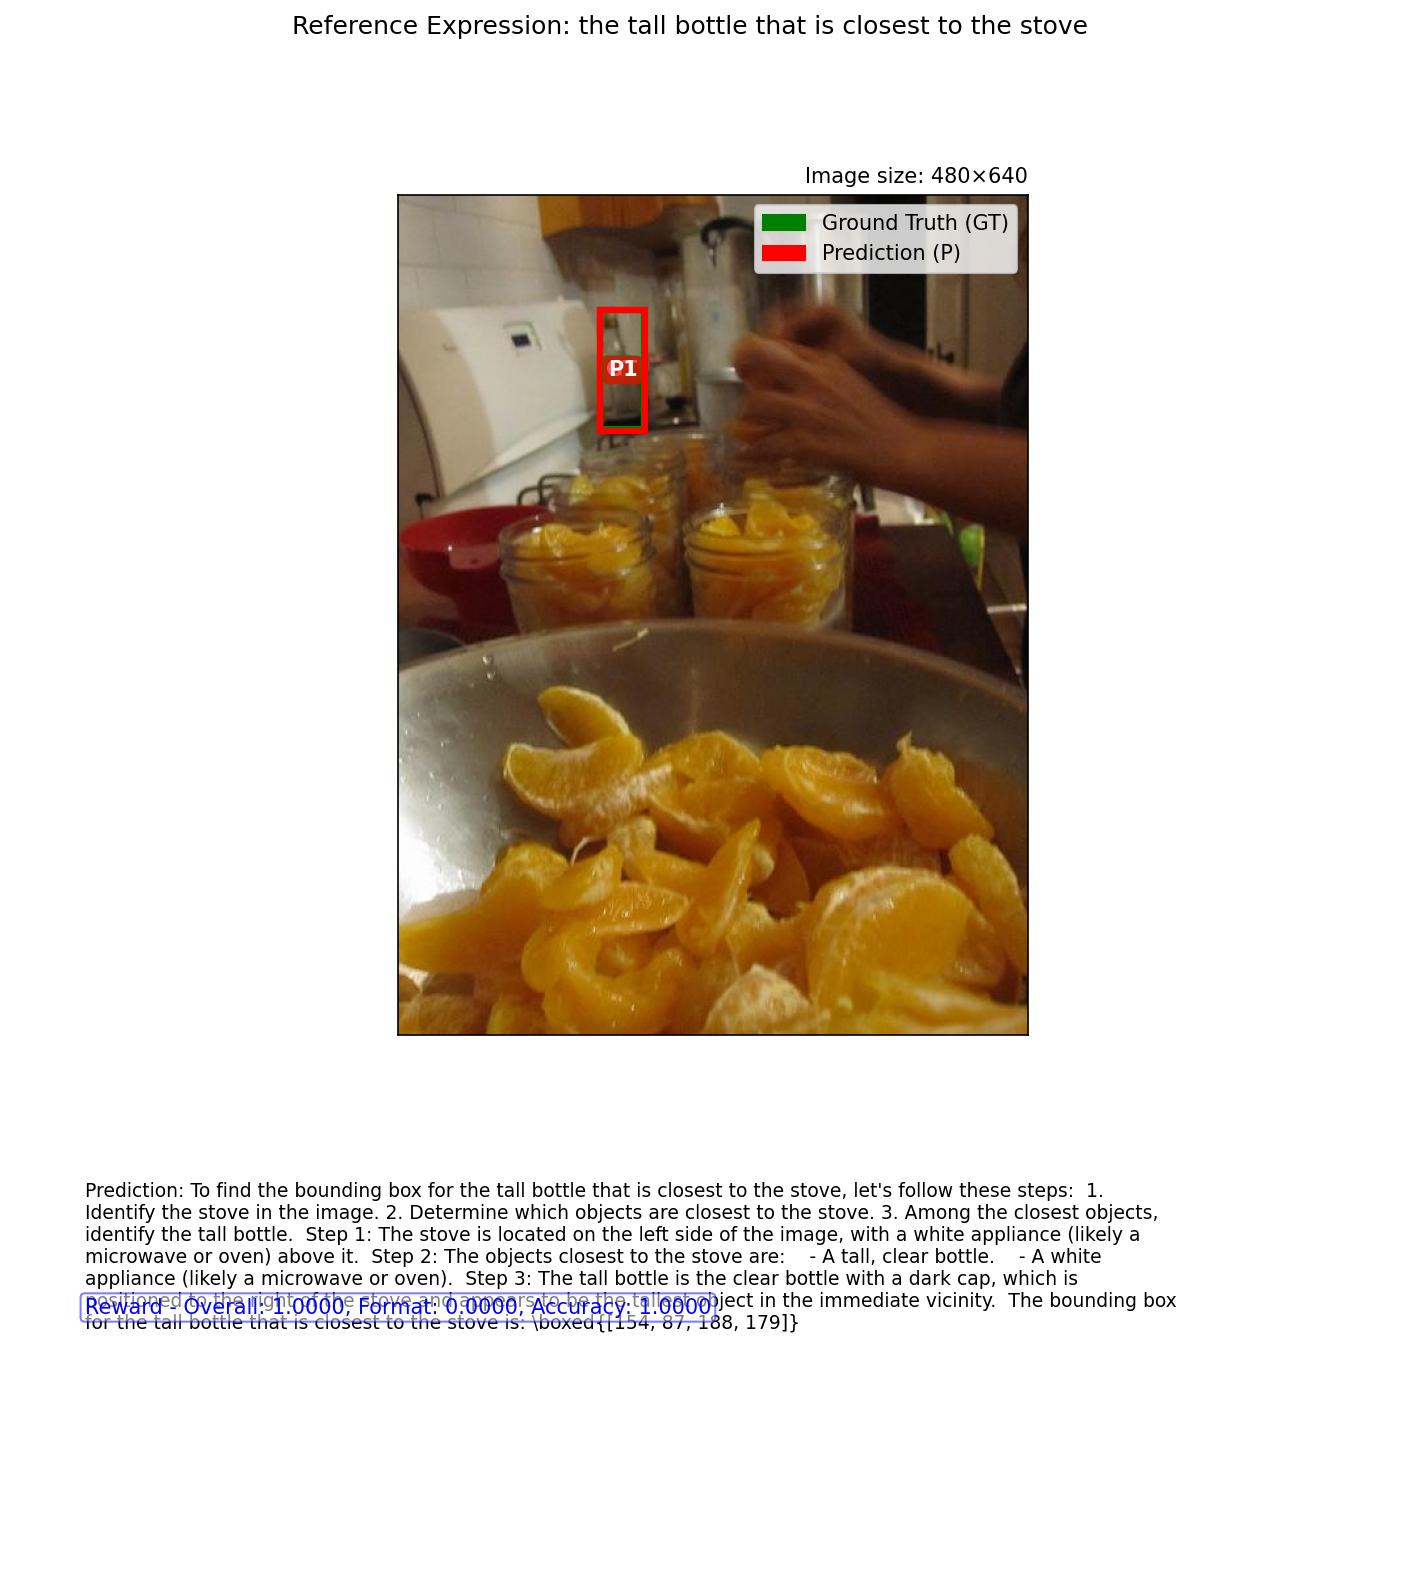 Reference Expression: the tall bottle that is closest to the stove
Image size: 480×640
Ground Truth (GT)
Prediction (P)
P1
Prediction: To find the bounding box for the tall bottle that is closest to the stove, let's follow these steps:  1.
Identify the stove in the image. 2. Determine which objects are closest to the stove. 3. Among the closest objects,
identify the tall bottle.  Step 1: The stove is located on the left side of the image, with a white appliance (likely a
microwave or oven) above it.  Step 2: The objects closest to the stove are:    - A tall, clear bottle.    - A white
appliance (likely a microwave or oven).  Step 3: The tall bottle is the clear bottle with a dark cap, which is
positioned to the right of the stove and appears to be the tallest object in the immediate vicinity.  The bounding box
Reward - Overall: 1.0000, Format: 0.0000, Accuracy: 1.0000
for the tall bottle that is closest to the stove is: \boxed{[154, 87, 188, 179]}